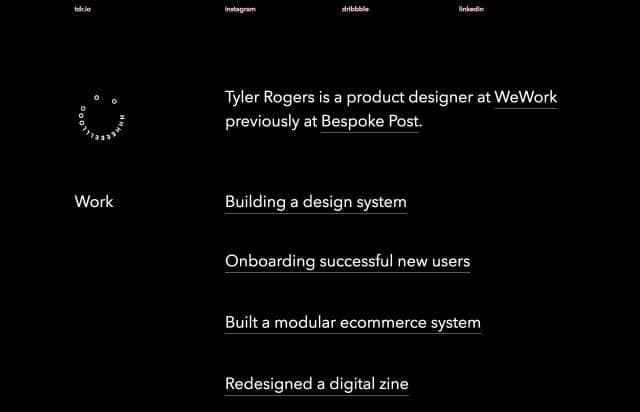 tdr.io
instagram
dribbble
linkedin
Tyler Rogers is a product designer at WeWork
previously at Bespoke Post.
Work
Building a design system
Onboarding successful new users
Built a modular ecommerce system
Redesigned a digital zine